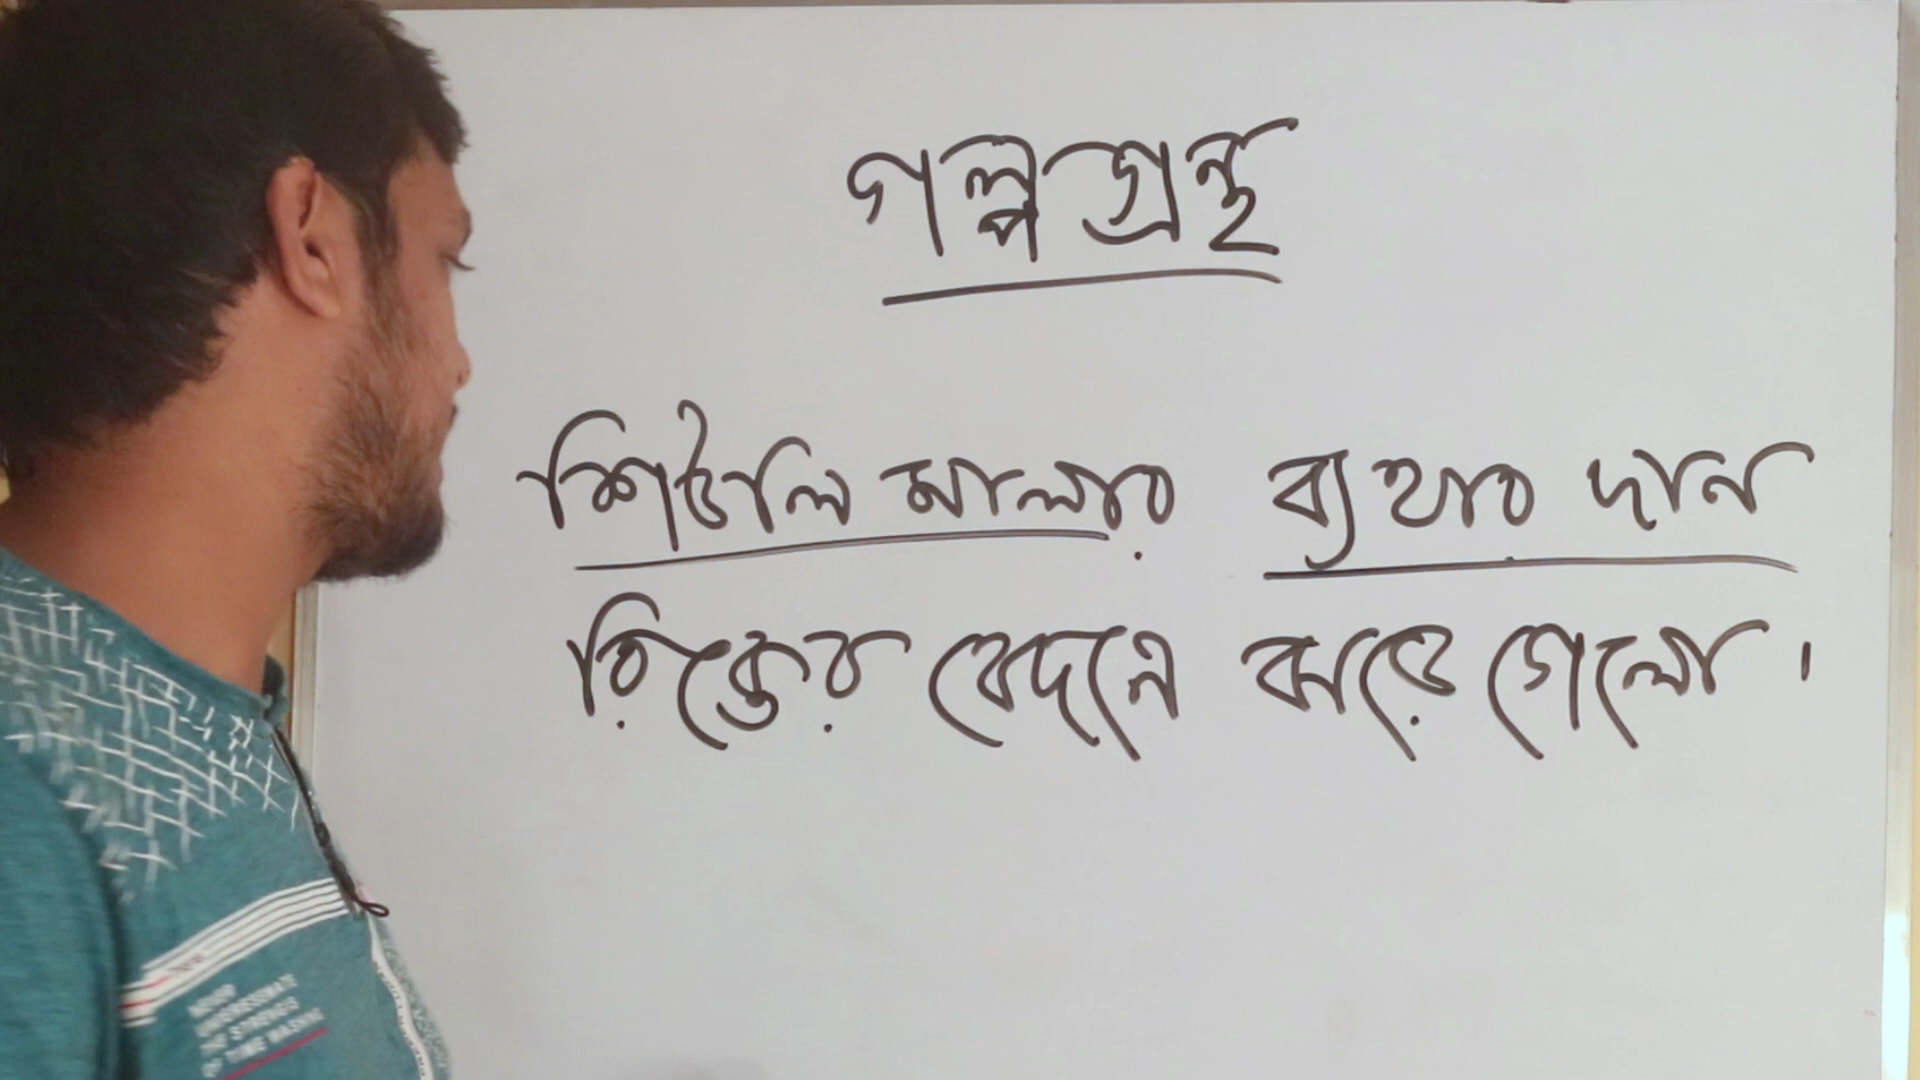 গল্পগ্রন্থ
শিউলি মালার ব্যথার দান
রিক্তের বেদনে ঝরে গেলো।